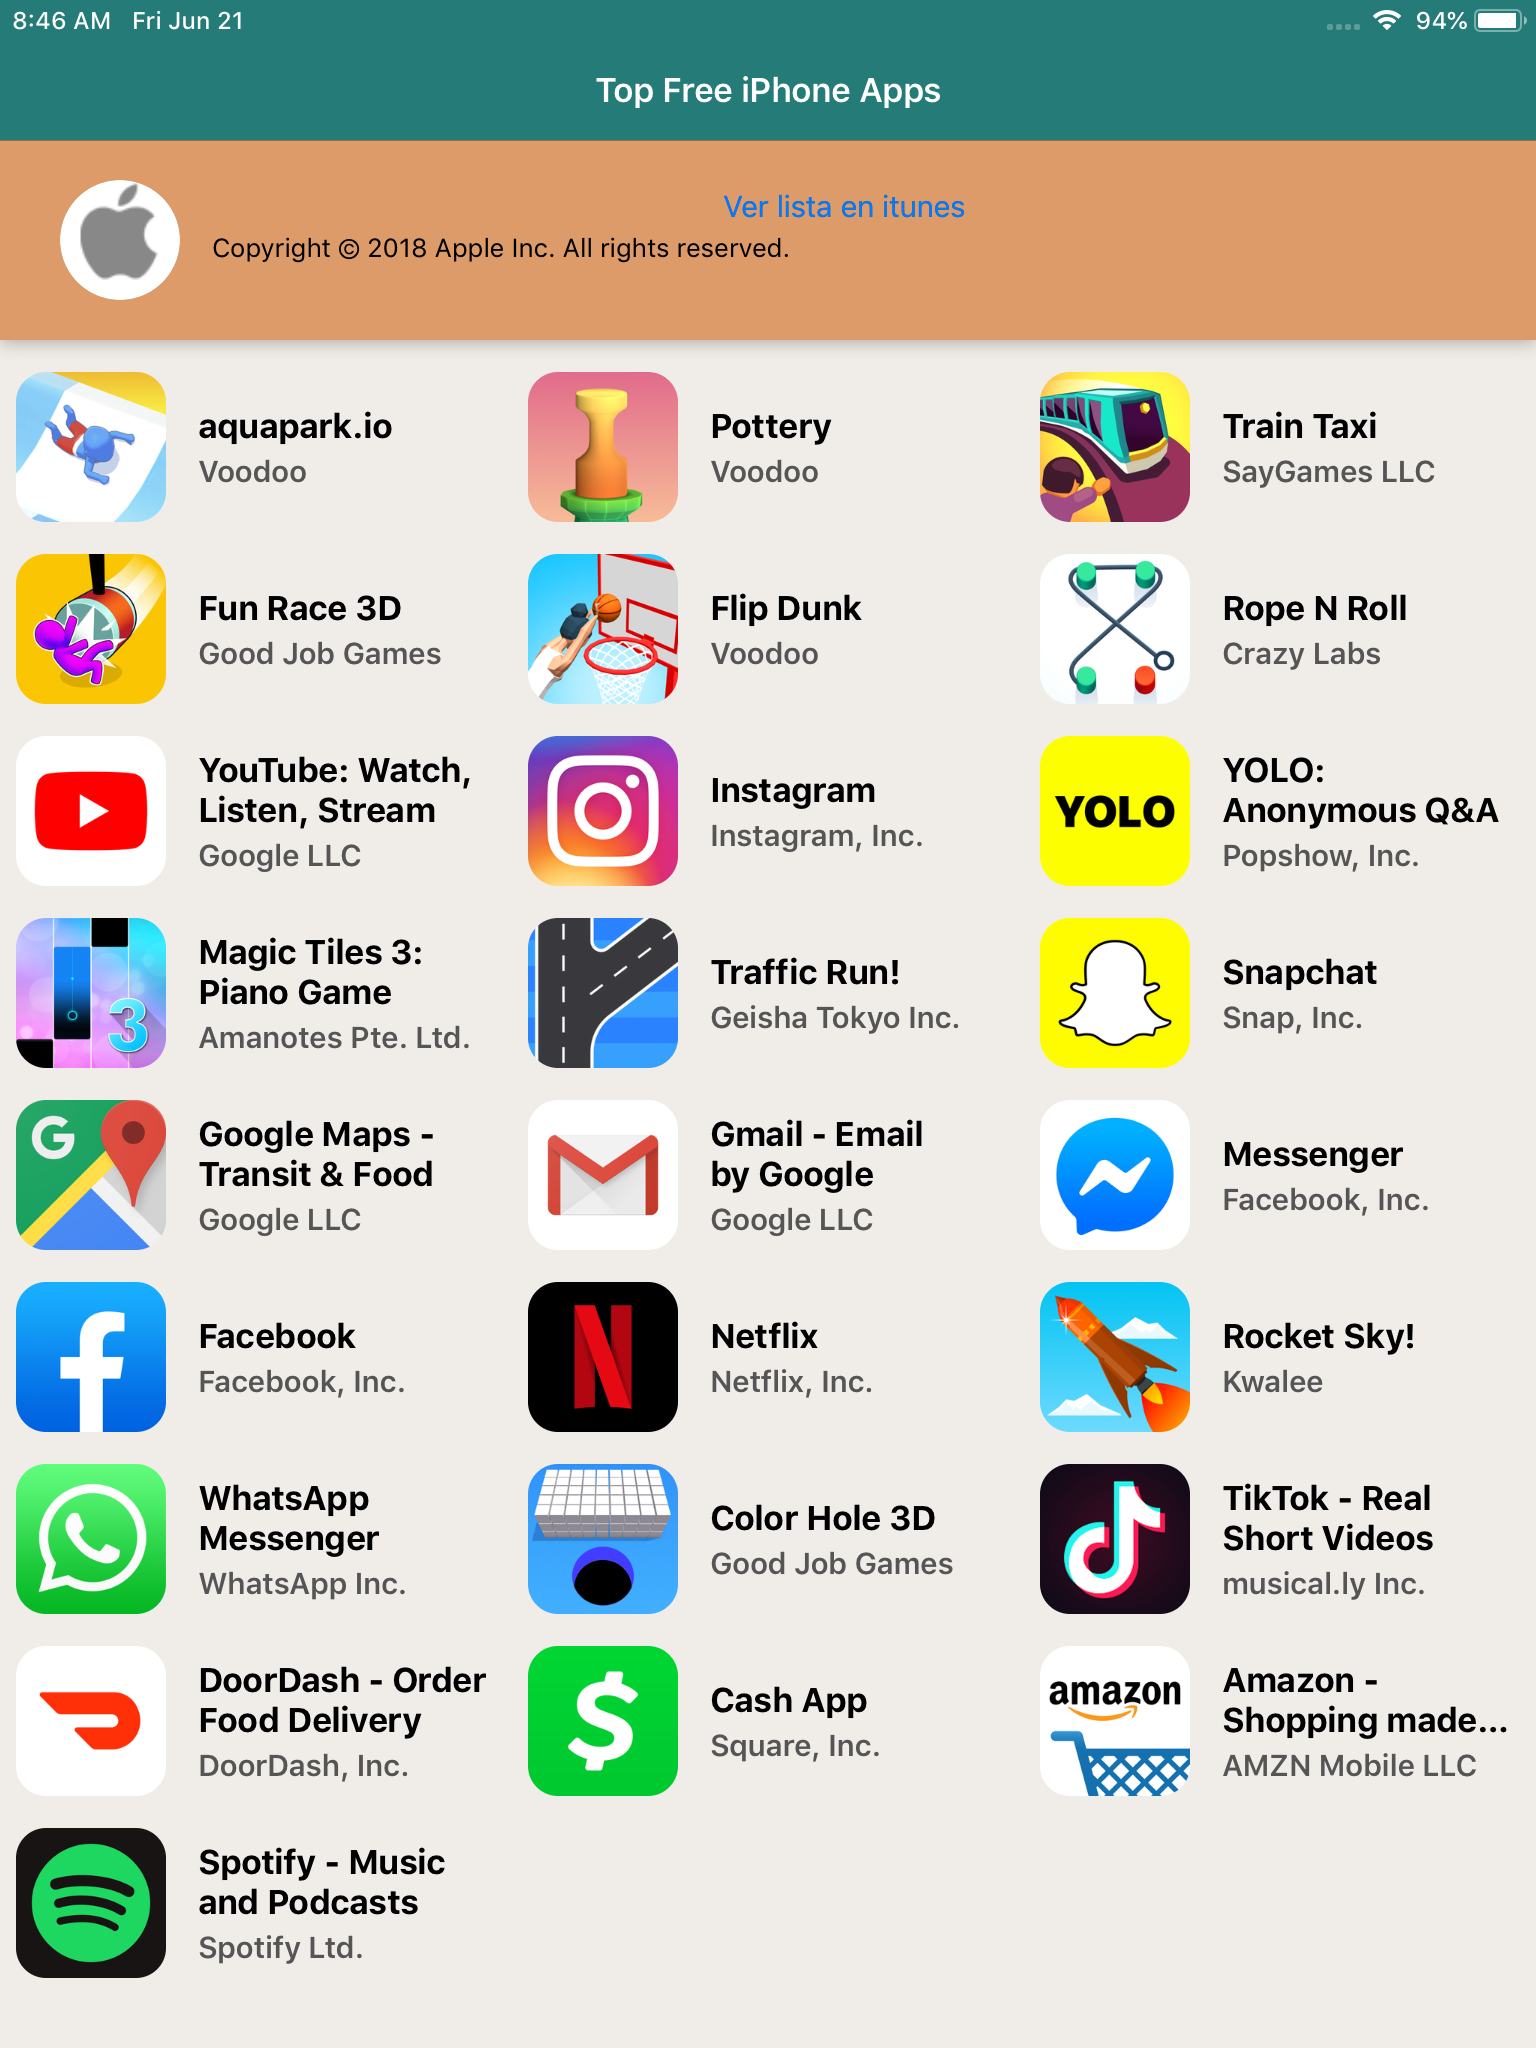 8:46 AM Fri Jun 21
94%
Top Free iPhone Apps
Ver lista en itunes
Copyright © 2018 Apple Inc. All rights reserved.
aquapark.io
Voodoo
Pottery
Voodoo
Train Taxi
SayGames LLC
Fun Race 3D
Good Job Games
Flip Dunk
Voodoo
Rope N Roll
Crazy Labs
YouTube: Watch,
Listen, Stream
Google LLC
Instagram
Instagram, Inc.
YOLO
YOLO:
Anonymous Q&A
Popshow, Inc.
3
Magic Tiles 3:
Piano Game
Amanotes Pte. Ltd.
Traffic Run!
Geisha Tokyo Inc.
Snapchat
Snap, Inc.
G
Google Maps -
Transit & Food
Google LLC
Gmail - Email
by Google
Google LLC
Messenger
Facebook, Inc.
f
Facebook
Facebook, Inc.
N
Netflix
Netflix, Inc.
Rocket Sky!
Kwalee
WhatsApp
Messenger
WhatsApp Inc.
Color Hole 3D
Good Job Games
TikTok - Real
Short Videos
musical.ly Inc.
DoorDash - Order
Food Delivery
DoorDash, Inc.
$
Cash App
Square, Inc.
amazon
Amazon -
Shopping made...
AMZN Mobile LLC
Spotify - Music
and Podcasts
Spotify Ltd.